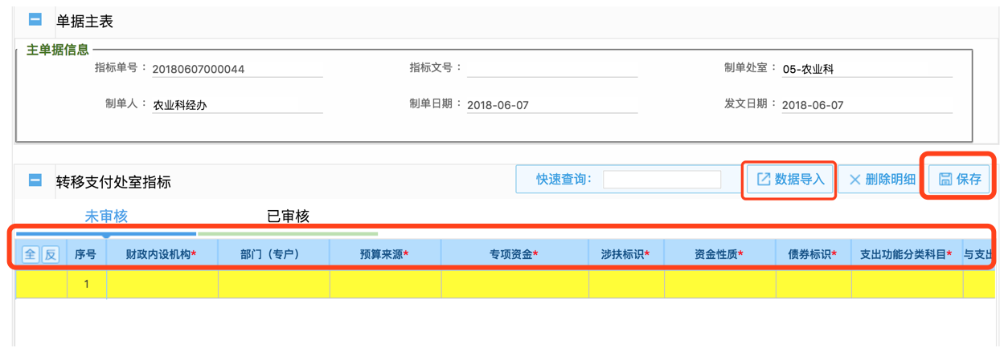 单据主表
主单据信息
指标单号： 20180607000044 指标文号： 制单处室： 05-农业科
制单人： 农业科经办 制单日期： 2018-06-07 发文日期： 2018-06-07
转移支付处室指标 快速查询： 数据导入 删除明细 保存
未审核 已审核
全 反 序号 财政内设机构* 部门（专户） 预算来源* 专项资金* 涉扶标识* 资金性质* 债券标识* 支出功能分类科目* 与支出
1